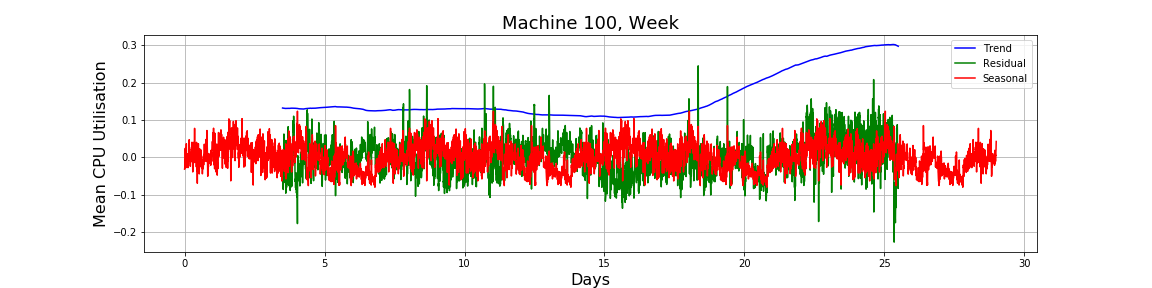 Machine 100, Week
Mean CPU Utilisation
0.3
0.2
0.1
0.0
−0.1
−0.2
Trend
Residual
Seasonal
0 5 10 15 20 25 30
Days